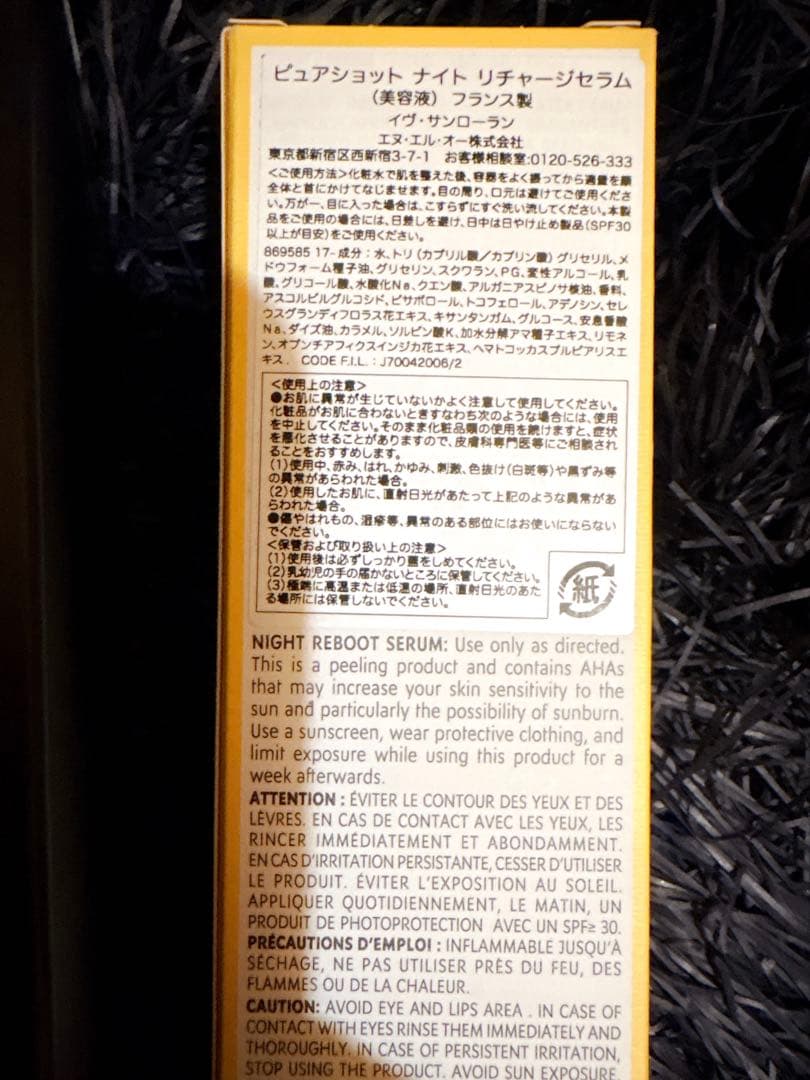 ピュアショット ナイト リチャージセラム
(美容液) フランス製
イヴ・サンローラン
エヌ・エル・オー株式会社
東京都新宿区西新宿3-7-1 お客様相談室:0120-526-333
<ご使用方法>化粧水で肌を整えた後、容器をよく振ってから適量を顔
全体と首にかけてなじませます。目の周り、口元は避けてご使用くださ
い。万が一、目に入った場合は、こすらずにすぐ洗い流してください。本製
品をご使用の場合には、日差しを避け、日中は日やけ止め製品(SPF30
以上が目安)をご使用ください。
869585 17- 成分：水、トリ(カプリル酸/カプリン酸)グリセリル、メ
ドウフォーム種子油、グリセリン、スクワラン、PG、変性アルコール、乳
酸、グリコール酸、水酸化Na、クエン酸、アルガニアスピノサ核油、香料、
アスコルビルグルコシド、ビサボロール、トコフェロール、アデノシン、セレ
ウスグランディフロラス花エキス、キサンタンガム、グルコース、安息香酸
Na、ダイズ油、カラメル、ソルビン酸K、加水分解アマ種子エキス、リモネ
ン、オプンチアフィクスインジカ花エキス、ヘマトコッカスプルビアリスエ
キス． CODE F.I.L.：J70042006/2
<使用上の注意>
●お肌に異常が生じていないかよく注意して使用してください。
化粧品がお肌に合わないときすなわち次のような場合には、使用
を中止してください。そのまま化粧品類の使用を続けますと、症状
を悪化させることがありますので、皮膚科専門医等にご相談され
ることをおすすめします。
(1)使用中、赤み、はれ、かゆみ、刺激、色抜け(白斑等)や黒ずみ等
の異常があらわれた場合。
(2)使用したお肌に、直射日光があたって上記のような異常があ
らわれた場合。
●傷やはれもの、湿疹等、異常のある部位にはお使いにならない
でください。
<保管および取り扱い上の注意>
(1)使用後は必ずしっかり蓋をしめてください。
(2)乳幼児の手の届かないところに保管してください。
(3)極端に高温または低温の場所、直射日光のあた
る場所には保管しないでください。
紙
NIGHT REBOOT SERUM: Use only as directed.
This is a peeling product and contains AHAs
that may increase your skin sensitivity to the
sun and particularly the possibility of sunburn.
Use a sunscreen, wear protective clothing, and
limit exposure while using this product for a
week afterwards.
ATTENTION : ÉVITER LE CONTOUR DES YEUX ET DES
LÈVRES. EN CAS DE CONTACT AVEC LES YEUX, LES
RINCER IMMÉDIATEMENT ET ABONDAMMENT.
EN CAS D'IRRITATION PERSISTANTE, CESSER D'UTILISER
LE PRODUIT. ÉVITER L'EXPOSITION AU SOLEIL.
APPLIQUER QUOTIDIENNEMENT, LE MATIN, UN
PRODUIT DE PHOTOPROTECTION AVEC UN SPF≥ 30.
PRÉCAUTIONS D'EMPLOI : INFLAMMABLE JUSQU'À
SÉCHAGE, NE PAS UTILISER PRÈS DU FEU, DES
FLAMMES OU DE LA CHALEUR.
CAUTION: AVOID EYE AND LIPS AREA . IN CASE OF
CONTACT WITH EYES RINSE THEM IMMEDIATELY AND
THOROUGHLY. IN CASE OF PERSISTENT IRRITATION,
STOP USING THE PRODUCT. AVOID SUN EXPOSURE.